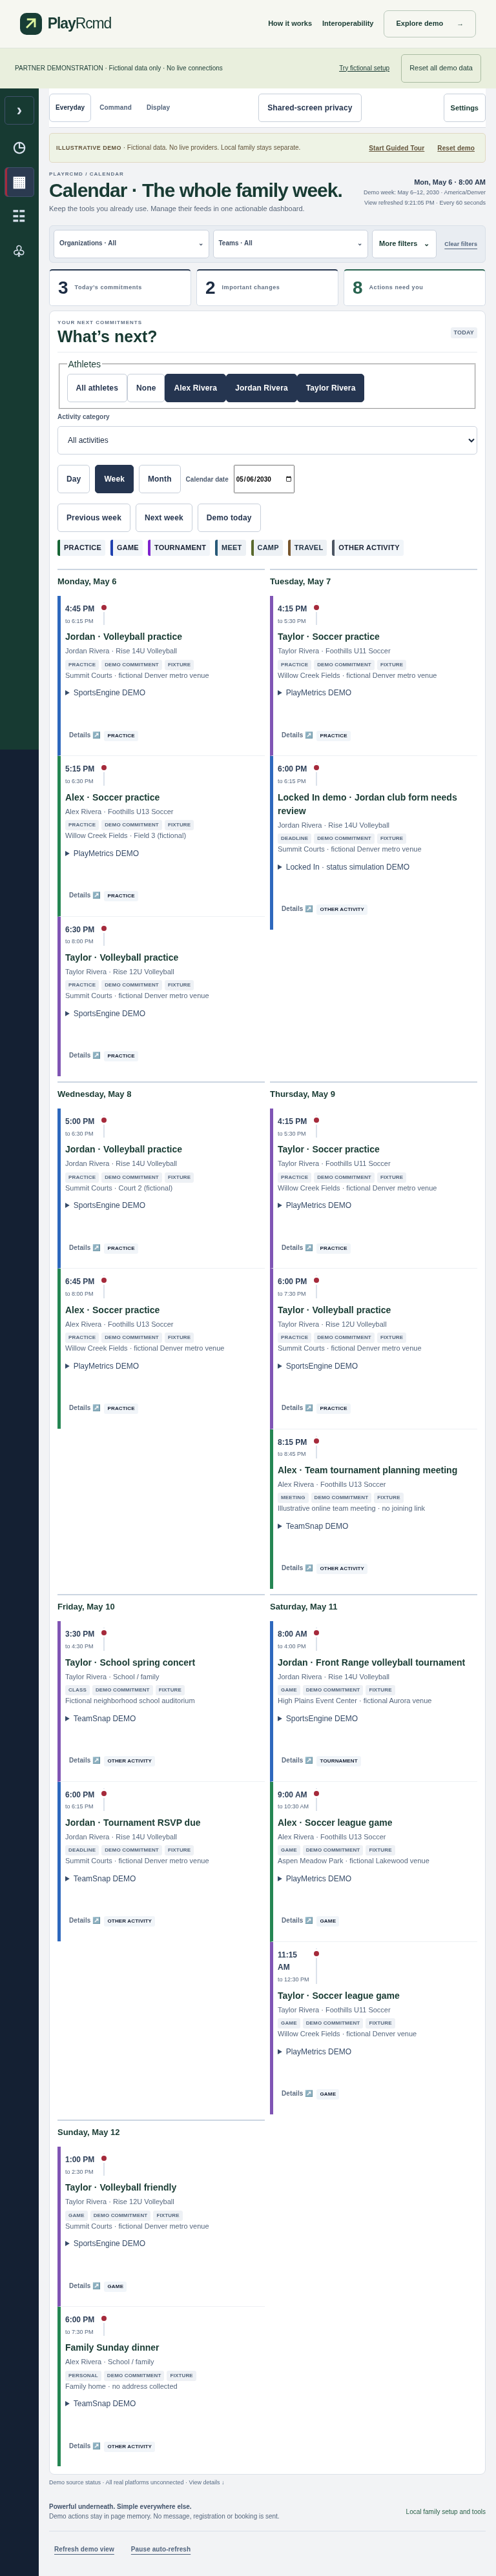 PlayRcmd
How it works Interoperability Explore demo →
PARTNER DEMONSTRATION · Fictional data only · No live connections Try fictional setup Reset all demo data
Everyday Command Display Shared-screen privacy Settings
ILLUSTRATIVE DEMO · Fictional data. No live providers. Local family stays separate. Start Guided Tour Reset demo
PLAYRCMD / CALENDAR
Calendar · The whole family week.
Keep the tools you already use. Manage their feeds in one actionable dashboard.
Mon, May 6 · 8:00 AM
Demo week: May 6–12, 2030 · America/Denver
View refreshed 9:21:05 PM · Every 60 seconds
Organizations · All Teams · All More filters Clear filters
3 Today's commitments 2 Important changes 8 Actions need you
YOUR NEXT COMMITMENTS
What's next?
TODAY
Athletes
All athletes None Alex Rivera Jordan Rivera Taylor Rivera
Activity category
All activities
Day Week Month Calendar date 05/06/2030
Previous week Next week Demo today
PRACTICE GAME TOURNAMENT MEET CAMP TRAVEL OTHER ACTIVITY
Monday, May 6
4:45 PM
to 6:15 PM
Jordan · Volleyball practice
Jordan Rivera · Rise 14U Volleyball
PRACTICE DEMO COMMITMENT FIXTURE
Summit Courts · fictional Denver metro venue
▶ SportsEngine DEMO
Details ↗ PRACTICE
5:15 PM
to 6:30 PM
Alex · Soccer practice
Alex Rivera · Foothills U13 Soccer
PRACTICE DEMO COMMITMENT FIXTURE
Willow Creek Fields · Field 3 (fictional)
▶ PlayMetrics DEMO
Details ↗ PRACTICE
6:30 PM
to 8:00 PM
Taylor · Volleyball practice
Taylor Rivera · Rise 12U Volleyball
PRACTICE DEMO COMMITMENT FIXTURE
Summit Courts · fictional Denver metro venue
▶ SportsEngine DEMO
Details ↗ PRACTICE
Tuesday, May 7
4:15 PM
to 5:30 PM
Taylor · Soccer practice
Taylor Rivera · Foothills U11 Soccer
PRACTICE DEMO COMMITMENT FIXTURE
Willow Creek Fields · fictional Denver metro venue
▶ PlayMetrics DEMO
Details ↗ PRACTICE
6:00 PM
to 6:15 PM
Locked In demo · Jordan club form needs
review
Jordan Rivera · Rise 14U Volleyball
DEADLINE DEMO COMMITMENT FIXTURE
Summit Courts · fictional Denver metro venue
▶ Locked In · status simulation DEMO
Details ↗ OTHER ACTIVITY
Wednesday, May 8
5:00 PM
to 6:30 PM
Jordan · Volleyball practice
Jordan Rivera · Rise 14U Volleyball
PRACTICE DEMO COMMITMENT FIXTURE
Summit Courts · Court 2 (fictional)
▶ SportsEngine DEMO
Details ↗ PRACTICE
6:45 PM
to 8:00 PM
Alex · Soccer practice
Alex Rivera · Foothills U13 Soccer
PRACTICE DEMO COMMITMENT FIXTURE
Willow Creek Fields · fictional Denver metro venue
▶ PlayMetrics DEMO
Details ↗ PRACTICE
Thursday, May 9
4:15 PM
to 5:30 PM
Taylor · Soccer practice
Taylor Rivera · Foothills U11 Soccer
PRACTICE DEMO COMMITMENT FIXTURE
Willow Creek Fields · fictional Denver metro venue
▶ PlayMetrics DEMO
Details ↗ PRACTICE
6:00 PM
to 7:30 PM
Taylor · Volleyball practice
Taylor Rivera · Rise 12U Volleyball
PRACTICE DEMO COMMITMENT FIXTURE
Summit Courts · fictional Denver metro venue
▶ SportsEngine DEMO
Details ↗ PRACTICE
8:15 PM
to 8:45 PM
Alex · Team tournament planning meeting
Alex Rivera · Foothills U13 Soccer
MEETING DEMO COMMITMENT FIXTURE
Illustrative online team meeting · no joining link
▶ TeamSnap DEMO
Details ↗ OTHER ACTIVITY
Friday, May 10
3:30 PM
to 4:30 PM
Taylor · School spring concert
Taylor Rivera · School / family
CLASS DEMO COMMITMENT FIXTURE
Fictional neighborhood school auditorium
▶ TeamSnap DEMO
Details ↗ OTHER ACTIVITY
6:00 PM
to 6:15 PM
Jordan · Tournament RSVP due
Jordan Rivera · Rise 14U Volleyball
DEADLINE DEMO COMMITMENT FIXTURE
Summit Courts · fictional Denver metro venue
▶ TeamSnap DEMO
Details ↗ OTHER ACTIVITY
Saturday, May 11
8:00 AM
to 4:00 PM
Jordan · Front Range volleyball tournament
Jordan Rivera · Rise 14U Volleyball
GAME DEMO COMMITMENT FIXTURE
High Plains Event Center · fictional Aurora venue
▶ SportsEngine DEMO
Details ↗ TOURNAMENT
9:00 AM
to 10:30 AM
Alex · Soccer league game
Alex Rivera · Foothills U13 Soccer
GAME DEMO COMMITMENT FIXTURE
Aspen Meadow Park · fictional Lakewood venue
▶ PlayMetrics DEMO
Details ↗ GAME
11:15
AM
to 12:30 PM
Taylor · Soccer league game
Taylor Rivera · Foothills U11 Soccer
GAME DEMO COMMITMENT FIXTURE
Willow Creek Fields · fictional Denver venue
▶ PlayMetrics DEMO
Details ↗ GAME
Sunday, May 12
1:00 PM
to 2:30 PM
Taylor · Volleyball friendly
Taylor Rivera · Rise 12U Volleyball
GAME DEMO COMMITMENT FIXTURE
Summit Courts · fictional Denver metro venue
▶ SportsEngine DEMO
Details ↗ GAME
6:00 PM
to 7:30 PM
Family Sunday dinner
Alex Rivera · School / family
PERSONAL DEMO COMMITMENT FIXTURE
Family home · no address collected
▶ TeamSnap DEMO
Details ↗ OTHER ACTIVITY
Demo source status · All real platforms unconnected · View details ↓
Powerful underneath. Simple everywhere else.
Demo actions stay in page memory. No message, registration or booking is sent.
Local family setup and tools
Refresh demo view Pause auto-refresh